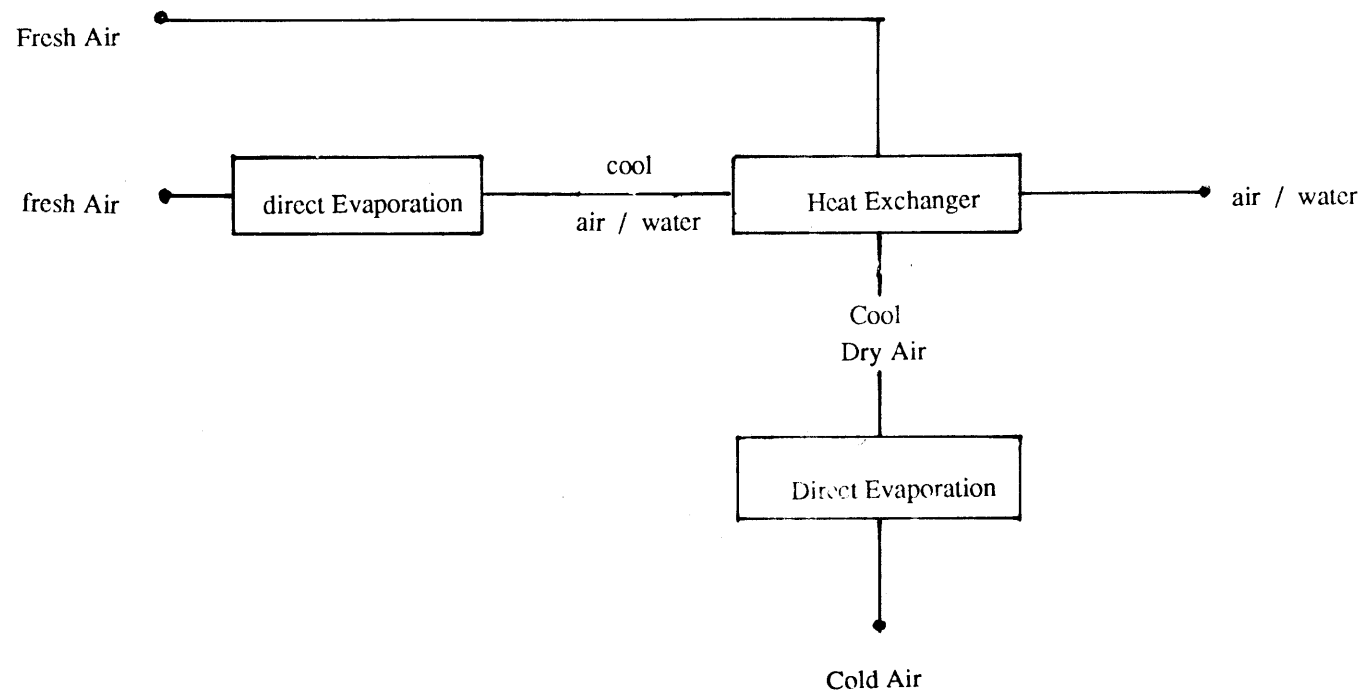 Fresh Air
fresh Air
direct Evaporation
cool
air / water
Heat Exchanger
air / water
Cool
Dry Air
Direct Evaporation
Cold Air